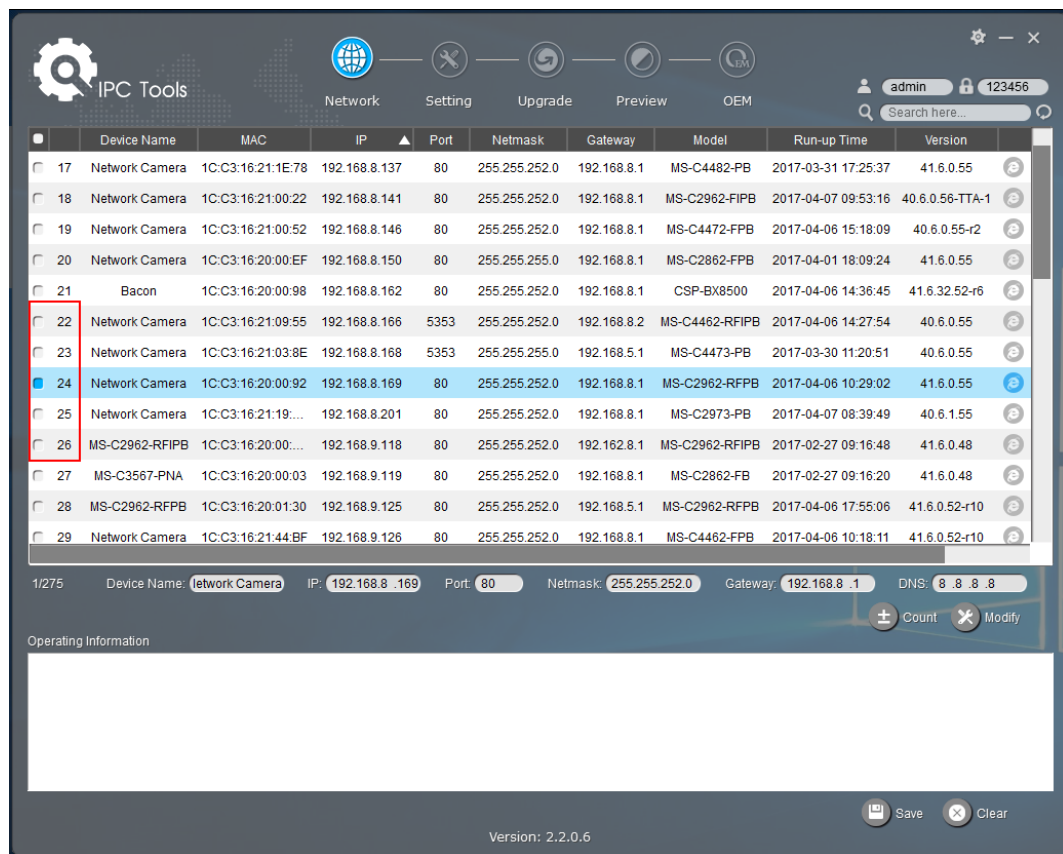 IPC Tools
Network Setting Upgrade Preview OEM
admin 123456
Search here...
Device Name MAC IP Port Netmask Gateway Model Run-up Time Version
17 Network Camera 1C:C3:16:21:1E:78 192.168.8.137 80 255.255.252.0 192.168.8.1 MS-C4482-PB 2017-03-31 17:25:37 41.6.0.55
18 Network Camera 1C:C3:16:21:00:22 192.168.8.141 80 255.255.252.0 192.168.8.1 MS-C2962-FIPB 2017-04-07 09:53:16 40.6.0.56-TTA-1
19 Network Camera 1C:C3:16:21:00:52 192.168.8.146 80 255.255.252.0 192.168.8.1 MS-C4472-FPB 2017-04-06 15:18:09 40.6.0.55-r2
20 Network Camera 1C:C3:16:20:00:EF 192.168.8.150 80 255.255.255.0 192.168.8.1 MS-C2862-FPB 2017-04-01 18:09:24 41.6.0.55
21 Bacon 1C:C3:16:20:00:98 192.168.8.162 80 255.255.252.0 192.168.8.1 CSP-BX8500 2017-04-06 14:36:45 41.6.32.52-r6
22 Network Camera 1C:C3:16:21:09:55 192.168.8.166 5353 255.255.252.0 192.168.8.2 MS-C4462-RFIPB 2017-04-06 14:27:54 40.6.0.55
23 Network Camera 1C:C3:16:21:03:8E 192.168.8.168 5353 255.255.252.0 192.168.5.1 MS-C4473-PB 2017-03-30 11:20:51 40.6.0.55
24 Network Camera 1C:C3:16:20:00:92 192.168.8.169 80 255.255.252.0 192.168.8.1 MS-C2962-RFPB 2017-04-06 10:29:02 41.6.0.55
25 Network Camera 1C:C3:16:21:19:... 192.168.8.201 80 255.255.252.0 192.168.8.1 MS-C2973-PB 2017-04-07 08:39:49 40.6.1.55
26 MS-C2962-RFIPB 1C:C3:16:20:00:... 192.168.9.118 80 255.255.252.0 192.162.8.1 MS-C2962-RFIPB 2017-02-27 09:16:48 41.6.0.48
27 MS-C3567-PNA 1C:C3:16:20:00:03 192.168.9.119 80 255.255.252.0 192.168.8.1 MS-C2862-FB 2017-02-27 09:16:20 41.6.0.48
28 MS-C2962-RFPB 1C:C3:16:20:01:30 192.168.9.125 80 255.255.252.0 192.168.5.1 MS-C2962-RFPB 2017-04-06 17:55:06 41.6.0.52-r10
29 Network Camera 1C:C3:16:21:44:BF 192.168.9.126 80 255.255.252.0 192.168.8.1 MS-C4462-FPB 2017-04-06 10:18:11 41.6.0.52-r10
1/275 Device Name: letwork Camera IP: 192.168.8 .169 Port: 80 Netmask: 255.255.252.0 Gateway: 192.168.8 .1 DNS: 8 .8 .8 .8
Count Modify
Operating Information
Save Clear
Version: 2.2.0.6